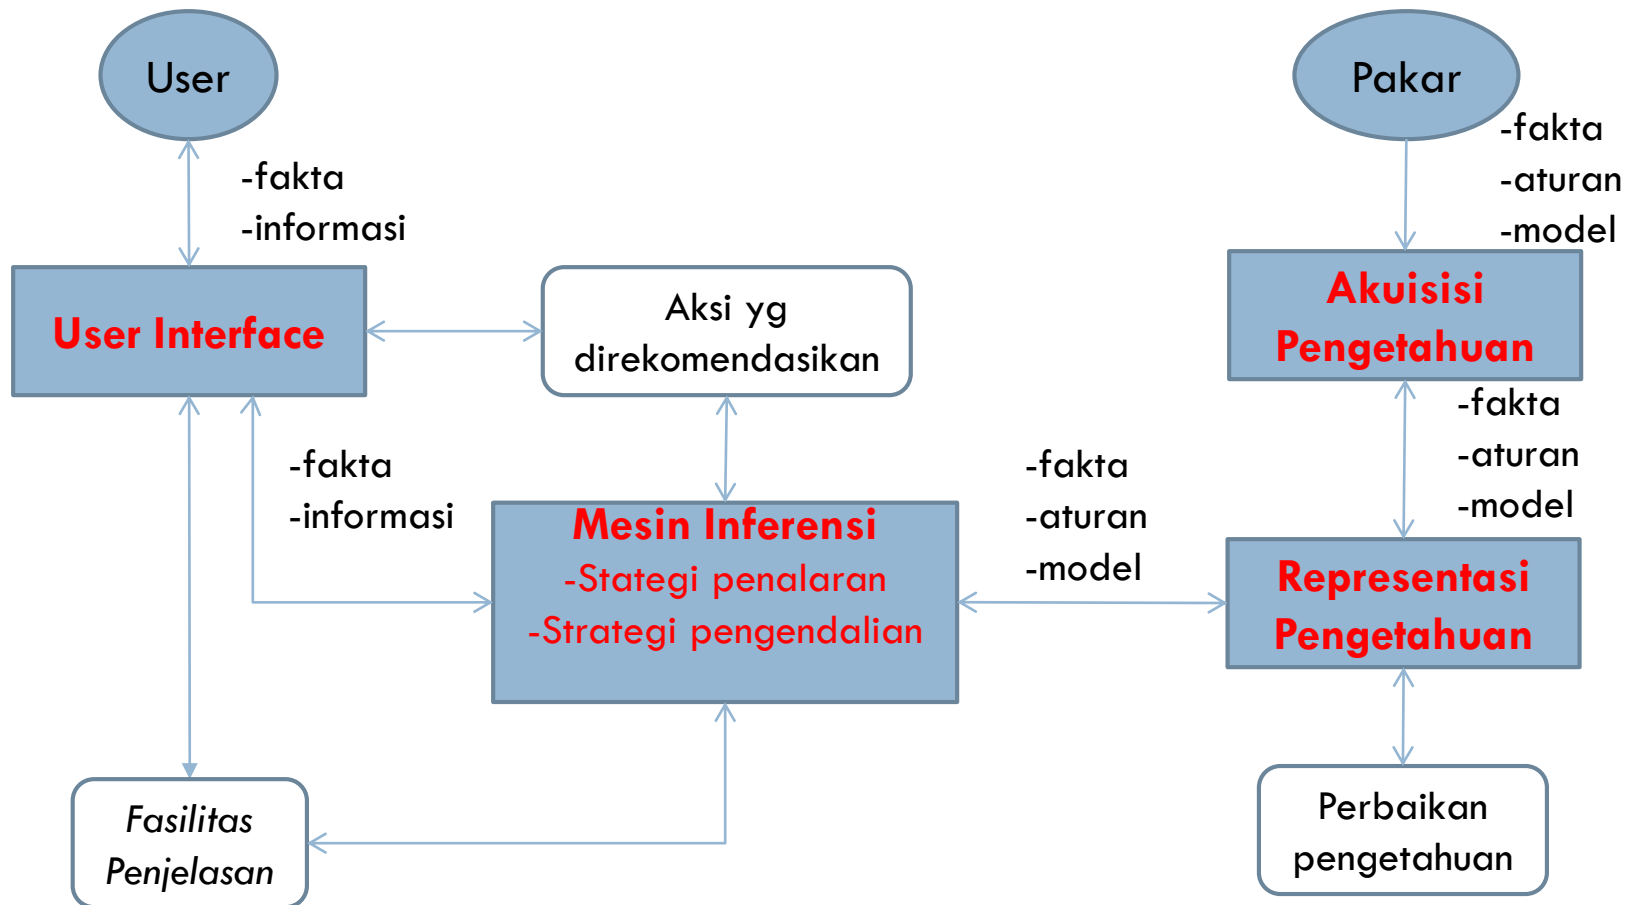 User
Pakar
-fakta
-informasi
-fakta
-aturan
-model
User Interface
Aksi yg
direkomendasikan
Akuisisi
Pengetahuan
-fakta
-informasi
Mesin Inferensi
-Stategi penalaran
-Strategi pengendalian
-fakta
-aturan
-model
-fakta
-aturan
-model
Representasi
Pengetahuan
Fasilitas
Penjelasan
Perbaikan
pengetahuan